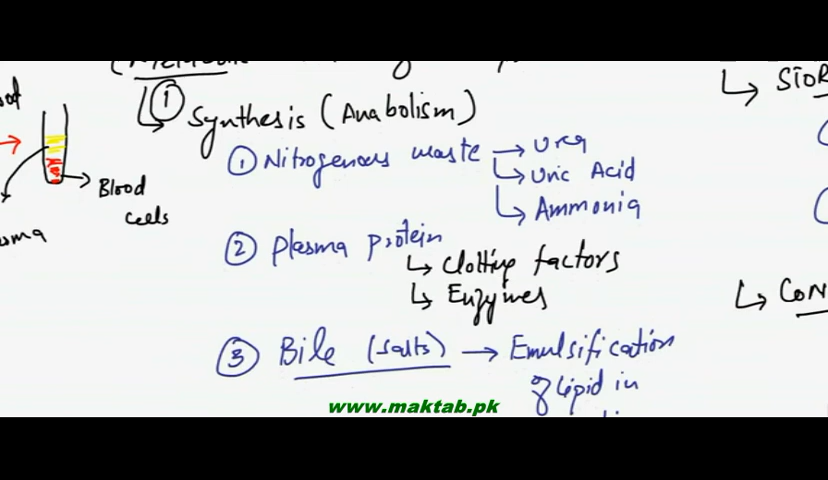 ① Synthesis (Anabolism)
① Nitrogenous waste → Urea
↳ Uric Acid
↳ Ammonia
Blood
cells
② Plasma protein
↳ Clotting factors
↳ Enzymes
③ Bile (salts) → Emulsification
of lipid in
www.maktab.pk